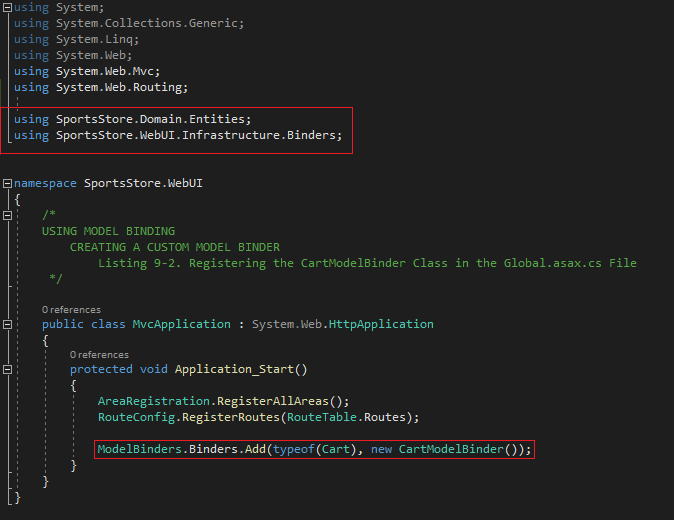 using System;
using System.Collections.Generic;
using System.Linq;
using System.Web;
using System.Web.Mvc;
using System.Web.Routing;
using SportsStore.Domain.Entities;
using SportsStore.WebUI.Infrastructure.Binders;
namespace SportsStore.WebUI
{
/*
USING MODEL BINDING
CREATING A CUSTOM MODEL BINDER
Listing 9-2. Registering the CartModelBinder Class in the Global.asax.cs File
*/
0 references
public class MvcApplication : System.Web.HttpApplication
{
0 references
protected void Application_Start()
{
AreaRegistration.RegisterAllAreas();
RouteConfig.RegisterRoutes(RouteTable.Routes);
ModelBinders.Binders.Add(typeof(Cart), new CartModelBinder());
}
}
}